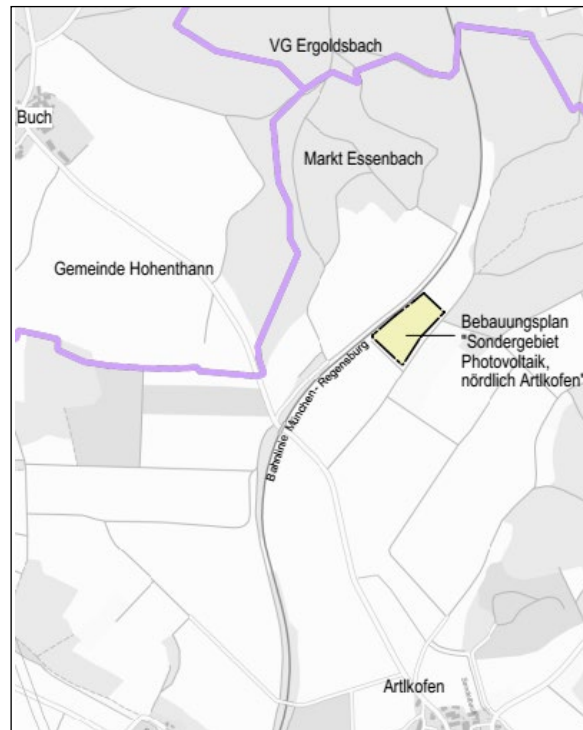 VG Ergoldsbach
Buch
Markt Essenbach
Gemeinde Hohenthann
Bebauungsplan
"Sondergebiet
Photovoltaik,
nördlich Artlkofen"
Bahnlinie München - Regensburg
Artlkofen